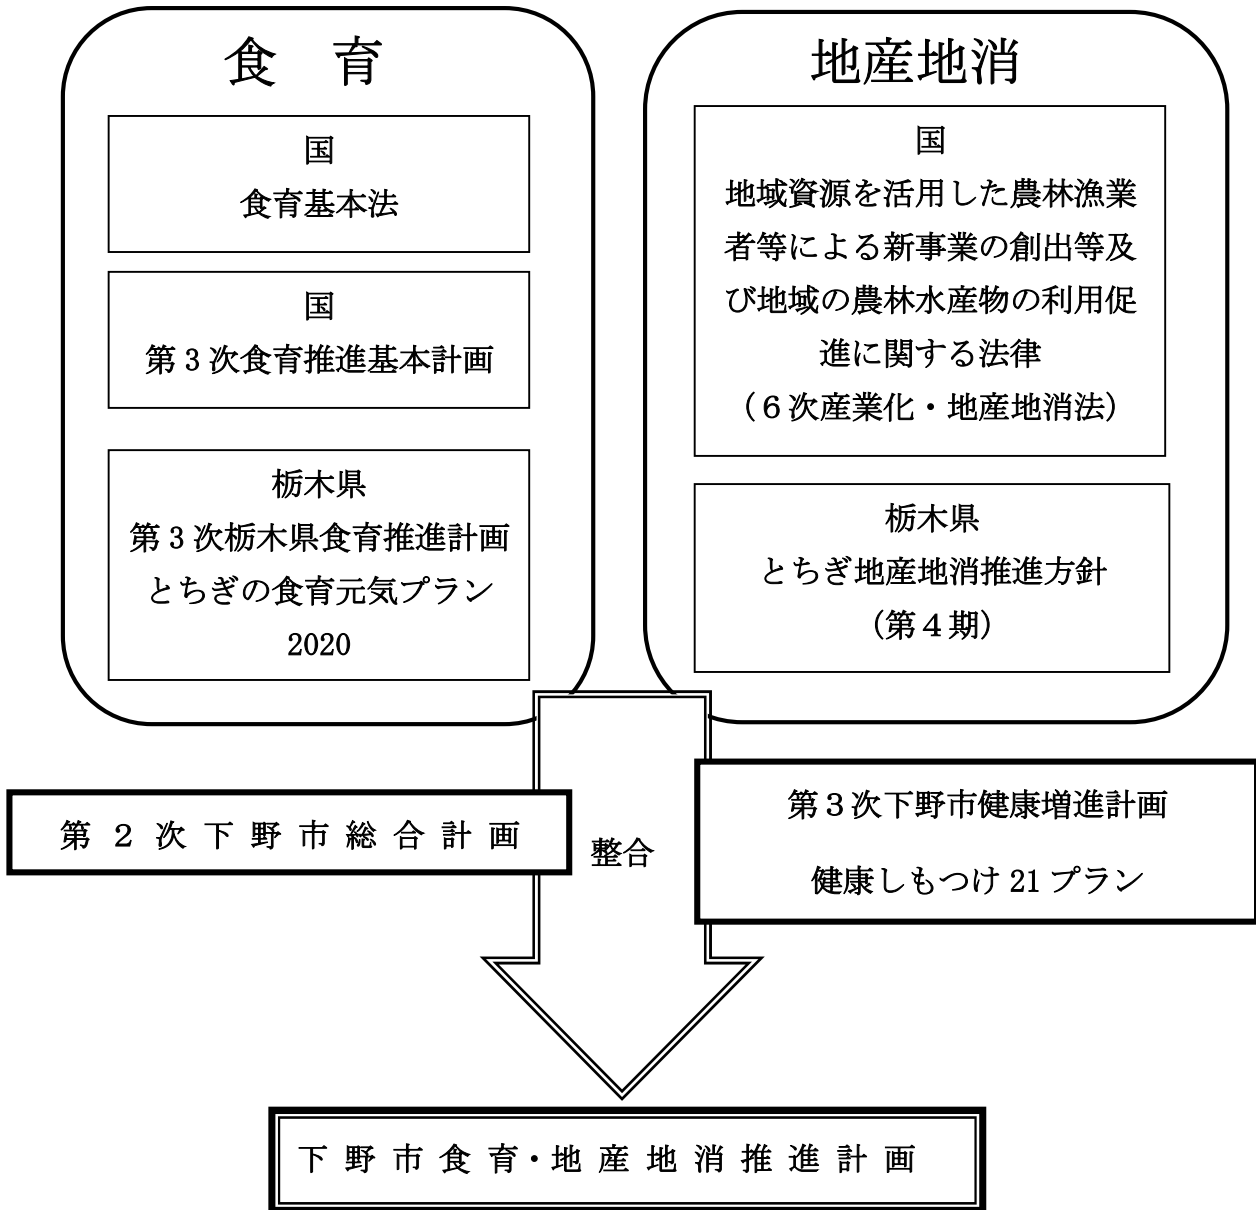 食　育
国
食育基本法
国
第3次食育推進基本計画
栃木県
第3次栃木県食育推進計画
とちぎの食育元気プラン
2020
地産地消
国
地域資源を活用した農林漁業
者等による新事業の創出等及
び地域の農林水産物の利用促
進に関する法律
（６次産業化・地産地消法）
栃木県
とちぎ地産地消推進方針
（第４期）
第２次下野市総合計画
整合
第３次下野市健康増進計画
健康しもつけ21プラン
下野市食育・地産地消推進計画